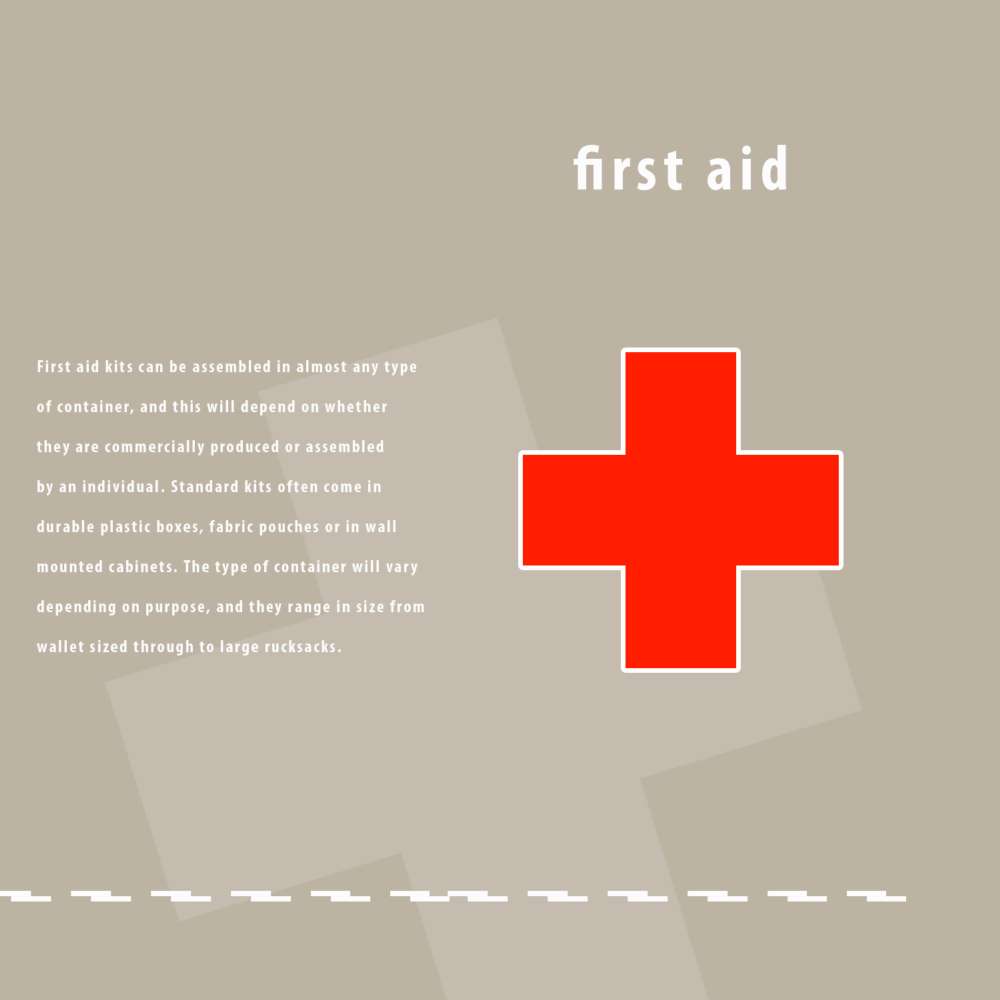 first aid
First aid kits can be assembled in almost any type
of container, and this will depend on whether
they are commercially produced or assembled
by an individual. Standard kits often come in
durable plastic boxes, fabric pouches or in wall
mounted cabinets. The type of container will vary
depending on purpose, and they range in size from
wallet sized through to large rucksacks.